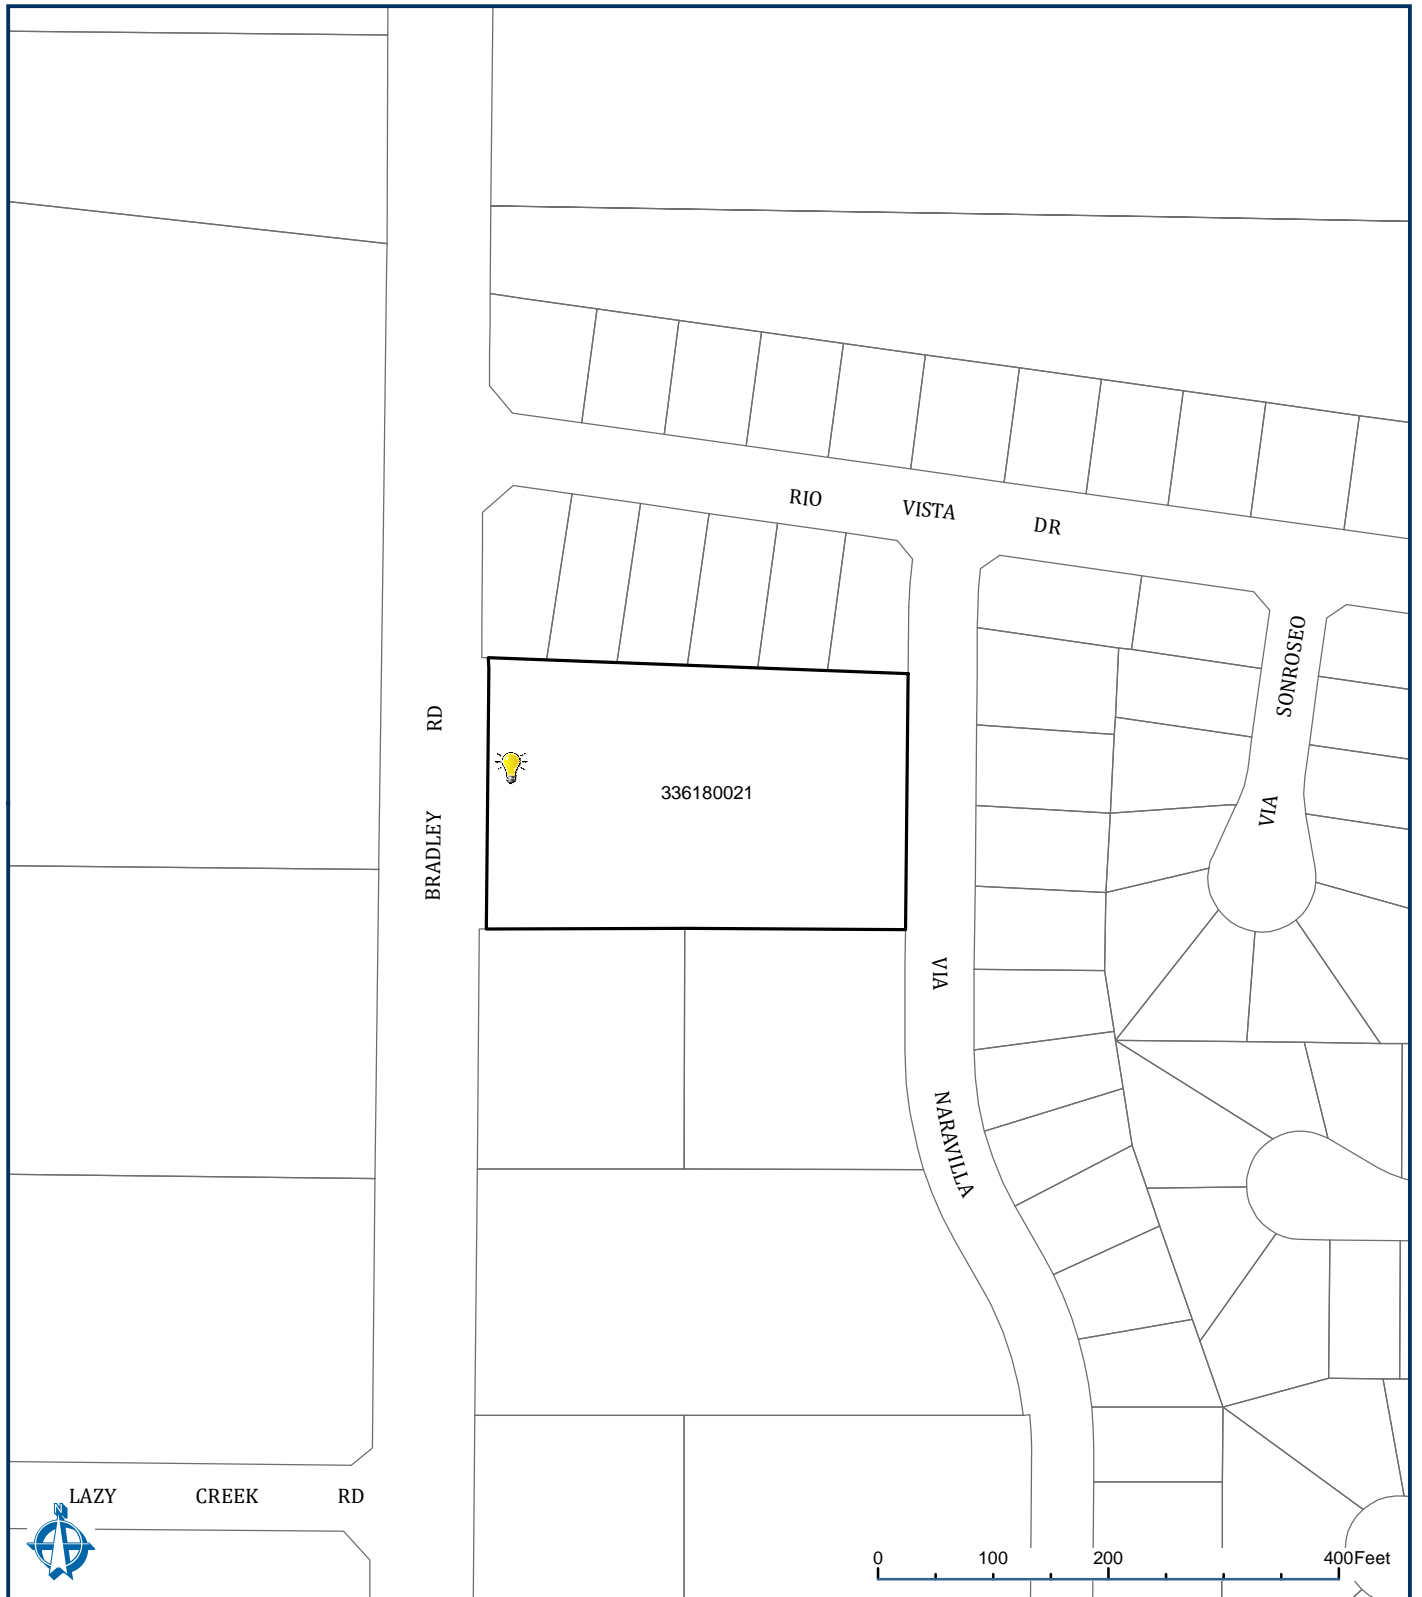 RIO VISTA DR
SONROSEO
VIA
RD
BRADLEY
336180021
VIA
NARAVILLA
LAZY CREEK RD
N
0 100 200 400Feet